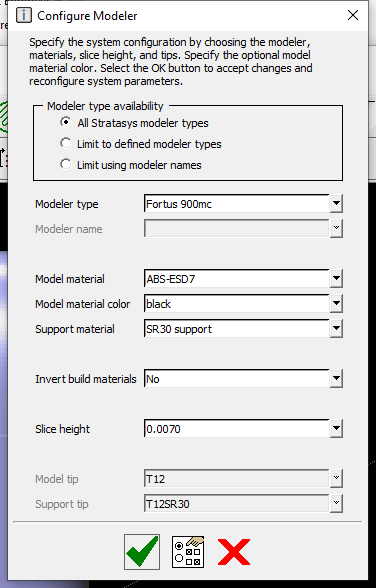 Configure Modeler
Specify the system configuration by choosing the modeler,
materials, slice height, and tips. Specify the optional model
material color. Select the OK button to accept changes and
reconfigure system parameters.
Modeler type availability
All Stratasys modeler types
Limit to defined modeler types
Limit using modeler names
Modeler type Fortus 900mc
Modeler name
Model material ABS-ESD7
Model material color black
Support material SR30 support
Invert build materials No
Slice height 0.0070
Model tip T12
Support tip T12SR30